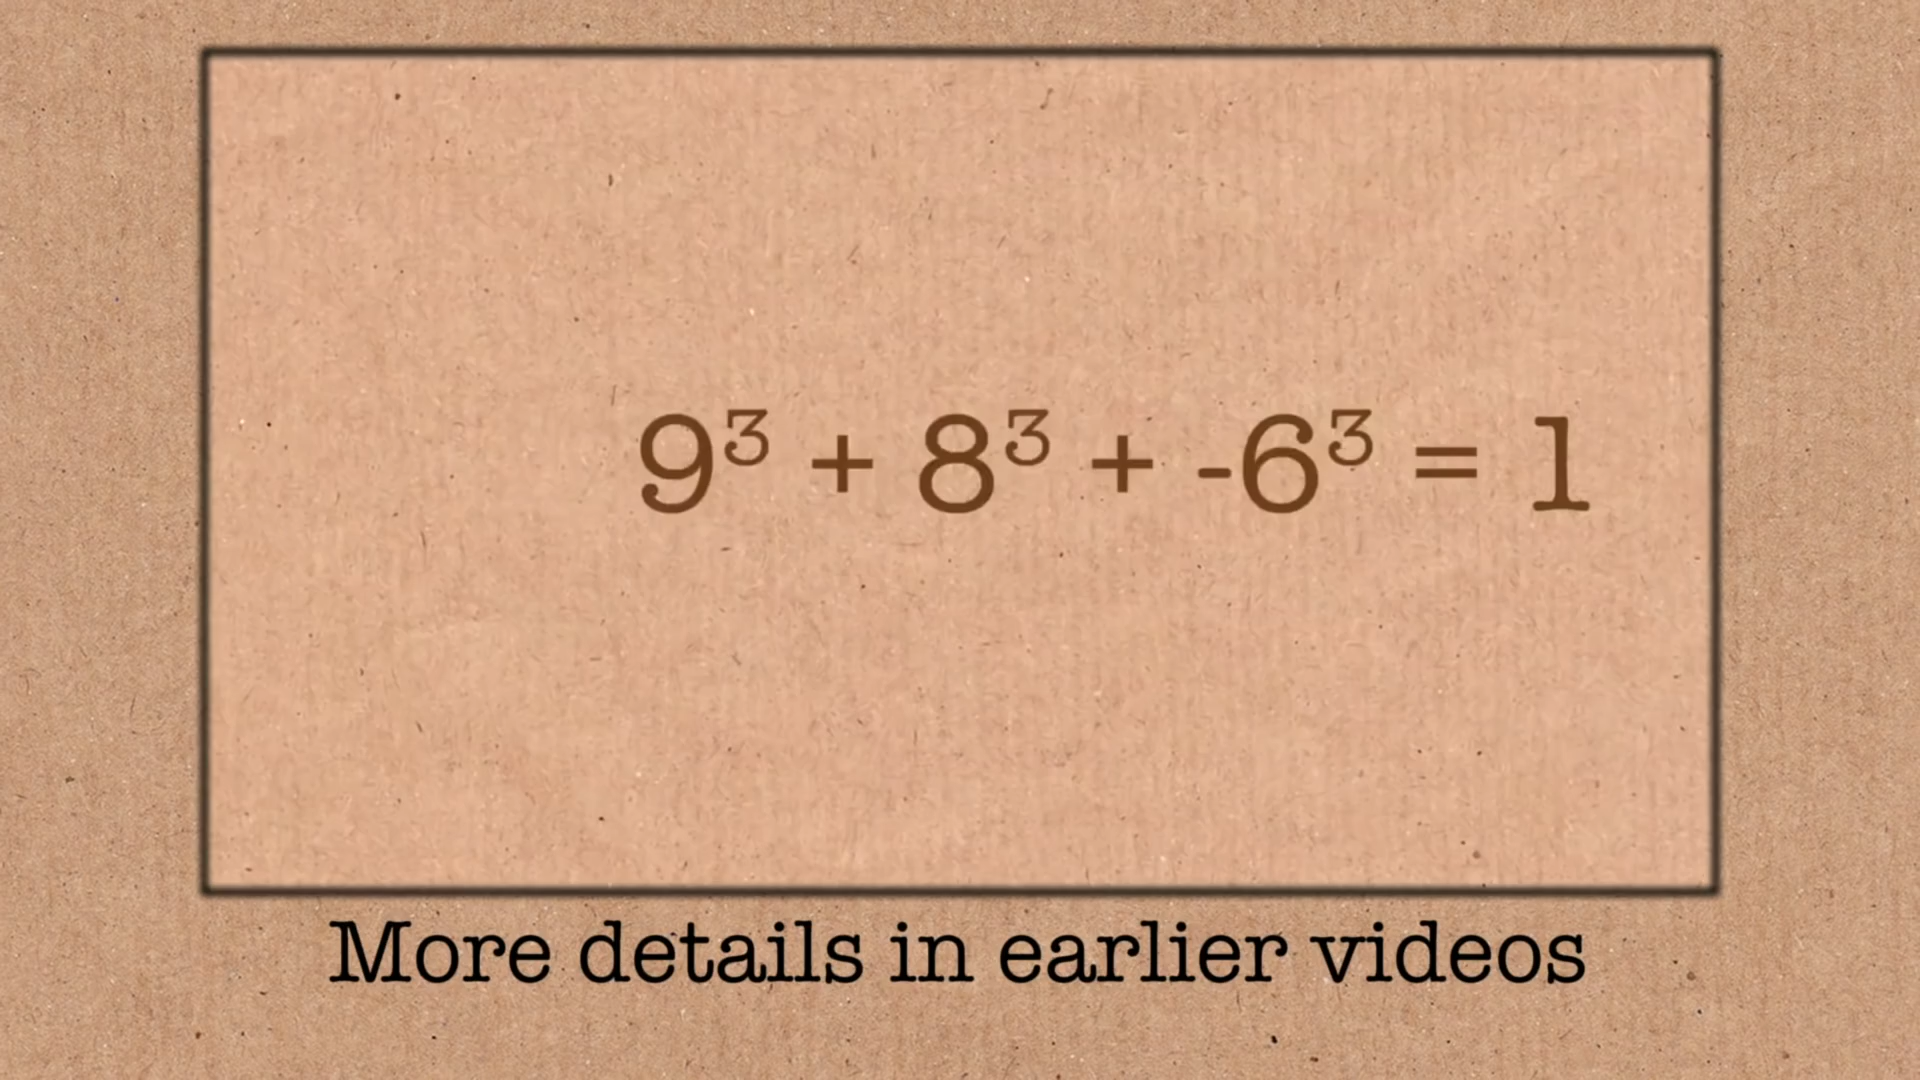 9³ + 8³ + -6³ = 1
More details in earlier videos